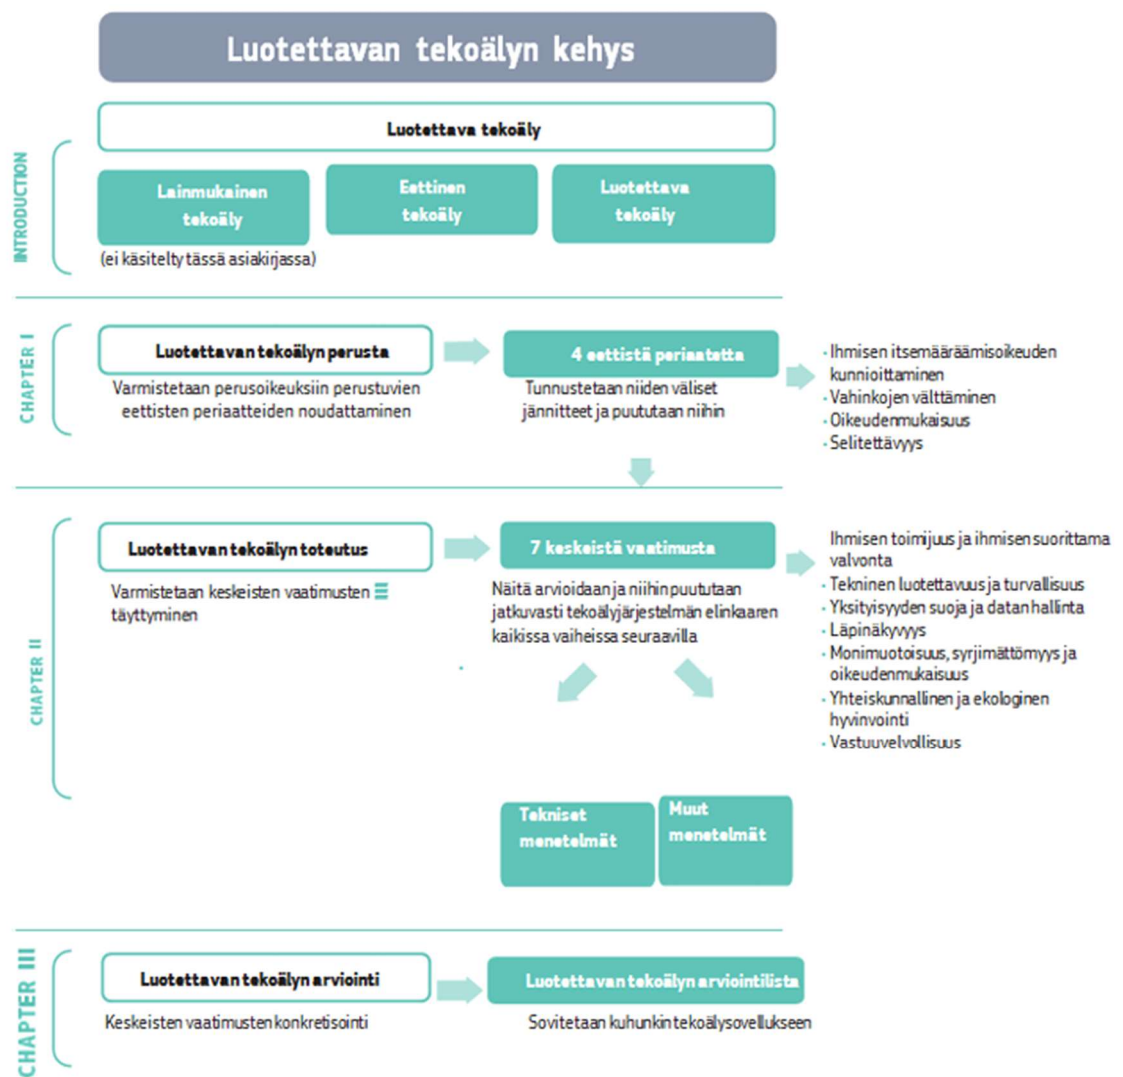 Luotettavan tekoälyn kehys
INTRODUCTION
Luotettava tekoäly
Lainmukainen
tekoäly
Eettinen
tekoäly
Luotettava
tekoäly
(ei käsitelty tässä asiakirjassa)
CHAPTER I
Luotettavan tekoälyn perusta
Varmistetaan perusoikeuksiin perustuvien
eettisten periaatteiden noudattaminen
4 eettistä periaatetta
Tunnustetaan niiden väliset
jännitteet ja puututaan niihin
· Ihmisen itsemääräämisoikeuden
kunnioittaminen
· Vahinkojen välttäminen
· Oikeudenmukaisuus
· Selitettävyys
CHAPTER II
Luotettavan tekoälyn toteutus
Varmistetaan keskeisten vaatimusten
täyttyminen
7 keskeistä vaatimusta
Näitä arvioidaan ja niihin puututaan
jatkuvasti tekoälyjärjestelmän elinkaaren
kaikissa vaiheissa seuraavilla
Ihmisen toimijuus ja ihmisen suorittama
valvonta
· Tekninen luotettavuus ja turvallisuus
· Yksityisyyden suoja ja datan hallinta
· Läpinäkyvyys
· Monimuotoisuus, syrjimättömyys ja
oikeudenmukaisuus
· Yhteiskunnallinen ja ekologinen
hyvinvointi
· Vastuuvelvollisuus
Tekniset
menetelmät
Muut
menetelmät
CHAPTER III
Luotettavan tekoälyn arviointi
Keskeisten vaatimusten konkretisointi
Luotettavan tekoälyn arviointilista
Sovitetaan kuhunkin tekoälysovellukseen